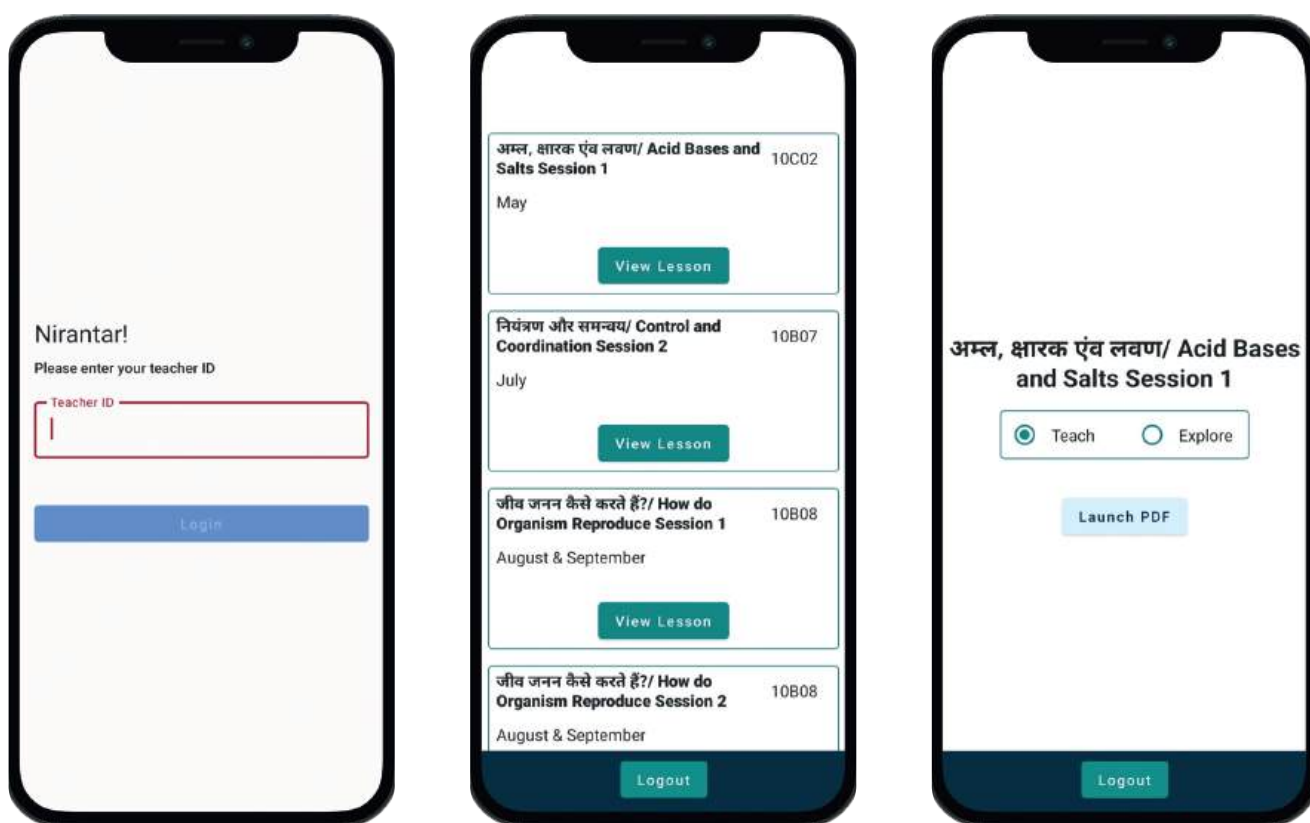 Nirantar!
Please enter your teacher ID
Teacher ID
Login
अम्ल, क्षारक एंव लवण/ Acid Bases and
Salts Session 1
10C02
May
View Lesson
नियंत्रण और समन्वय/ Control and
Coordination Session 2
10B07
July
View Lesson
जीव जनन कैसे करते हैं?/ How do
Organism Reproduce Session 1
10B08
August & September
View Lesson
जीव जनन कैसे करते हैं?/ How do
Organism Reproduce Session 2
10B08
August & September
Logout
अम्ल, क्षारक एंव लवण/ Acid Bases
and Salts Session 1
Teach
Explore
Launch PDF
Logout